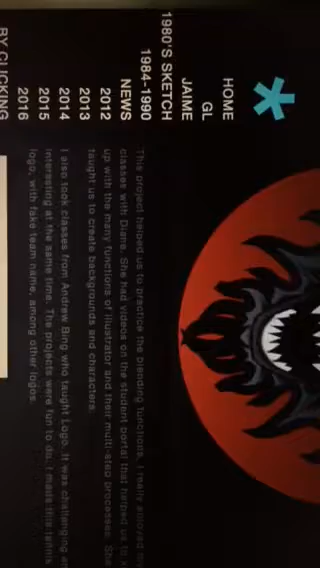 HOME
GL
JAIME
1980'S SKETCH
1984-1990
NEWS
2012
2013
2014
2015
2016
BY CLICKING
This project helped us to practice the blending functions. I really enjoyed
classes with Diane. She had videos on the student portal that helped us to
up with the many functions of Illustrator and their multi-step processes. She
taught us to create backgrounds and characters.
I also took classes from Andrew Bing who taught Logo. It was challenging
interesting at the same time. The projects were fun to do. I made this tennis
logo, with fake team name, among other logos.